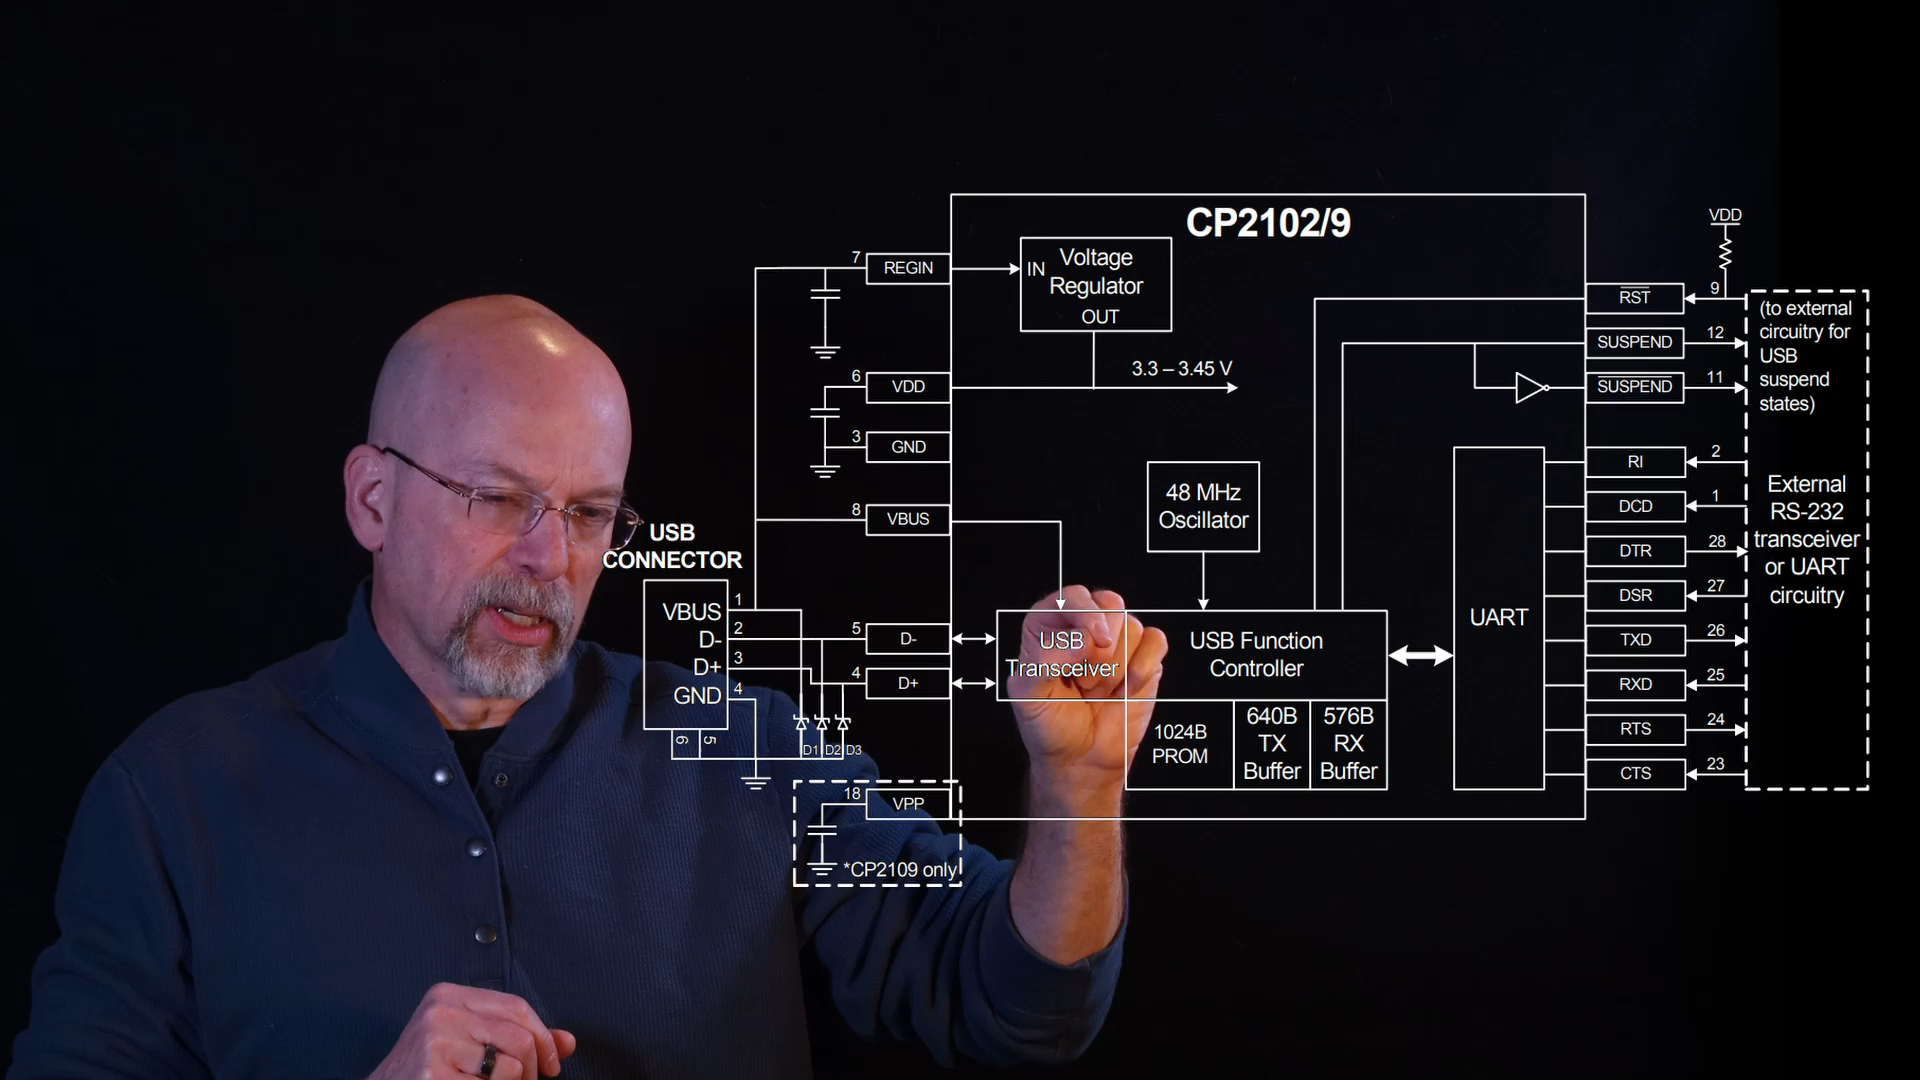 CP2102/9
VDD
7
REGIN
IN
Voltage
Regulator
OUT
9
RST
(to external
circuitry for
USB
suspend
states)
12
SUSPEND
11
SUSPEND
6
VDD
3.3 – 3.45 V
3
GND
8
VBUS
48 MHz
Oscillator
2
RI
1
DCD
28
DTR
27
DSR
26
TXD
25
RXD
24
RTS
23
CTS
UART
External
RS-232
transceiver
or UART
circuitry
USB
CONNECTOR
VBUS
1
D-
2
D+
3
GND
4
6
5
5
D-
4
D+
D1
D2
D3
USB
Transceiver
USB Function
Controller
1024B
PROM
640B
TX
Buffer
576B
RX
Buffer
18
VPP
*CP2109 only